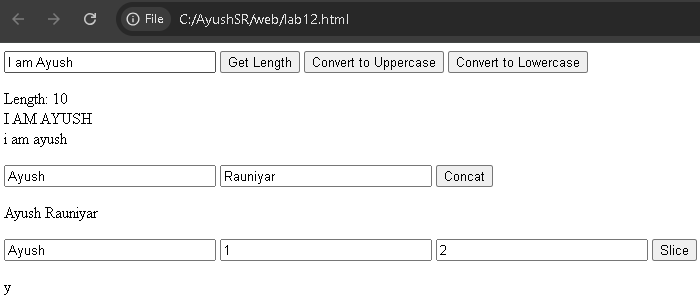 File C:/AyushSR/web/lab12.html
I am Ayush Get Length Convert to Uppercase Convert to Lowercase
Length: 10
I AM AYUSH
i am ayush
Ayush Rauniyar Concat
Ayush Rauniyar
Ayush 1 2 Slice
y